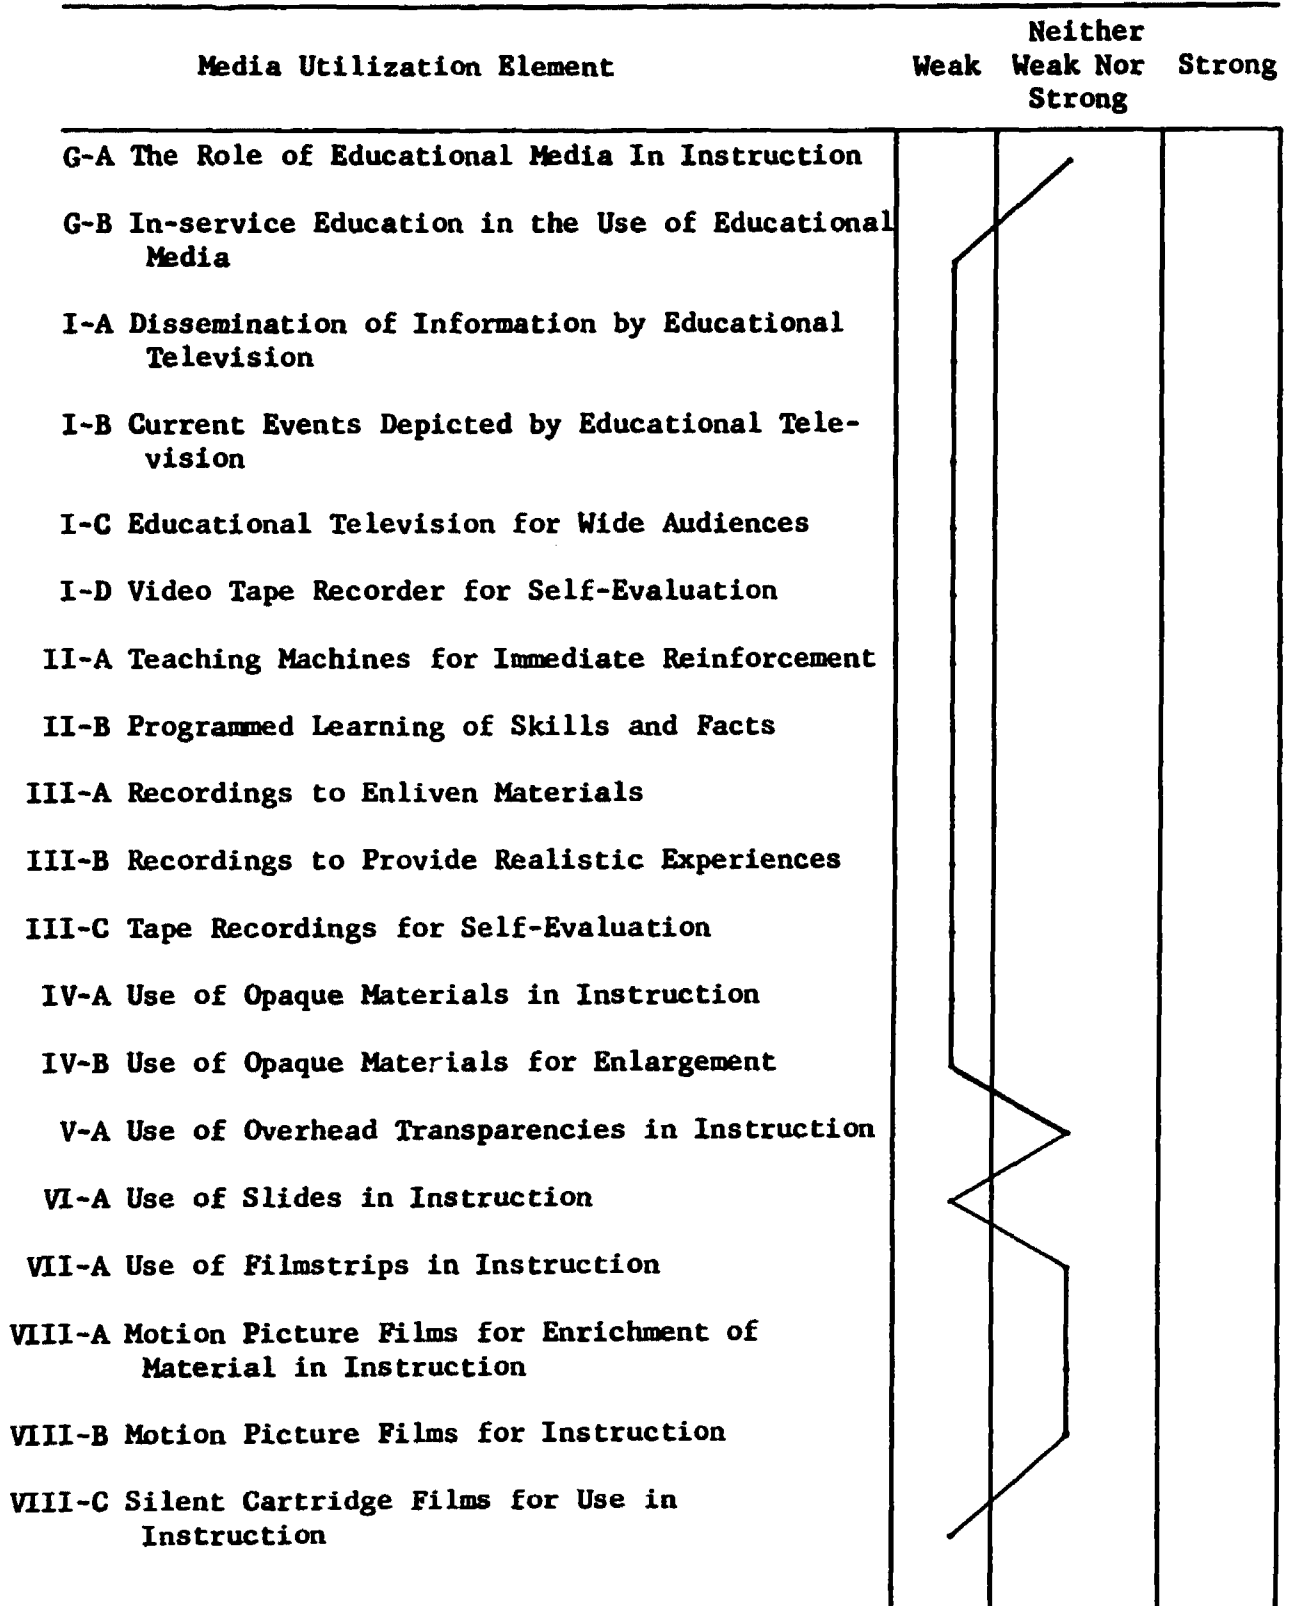 Media Utilization Element Weak Neither Weak Nor Strong Strong
G-A The Role of Educational Media In Instruction
G-B In-service Education in the Use of Educational
Media
I-A Dissemination of Information by Educational
Television
I-B Current Events Depicted by Educational Tele-
vision
I-C Educational Television for Wide Audiences
I-D Video Tape Recorder for Self-Evaluation
II-A Teaching Machines for Immediate Reinforcement
II-B Programmed Learning of Skills and Facts
III-A Recordings to Enliven Materials
III-B Recordings to Provide Realistic Experiences
III-C Tape Recordings for Self-Evaluation
IV-A Use of Opaque Materials in Instruction
IV-B Use of Opaque Materials for Enlargement
V-A Use of Overhead Transparencies in Instruction
VI-A Use of Slides in Instruction
VII-A Use of Filmstrips in Instruction
VIII-A Motion Picture Films for Enrichment of
Material in Instruction
VIII-B Motion Picture Films for Instruction
VIII-C Silent Cartridge Films for Use in
Instruction